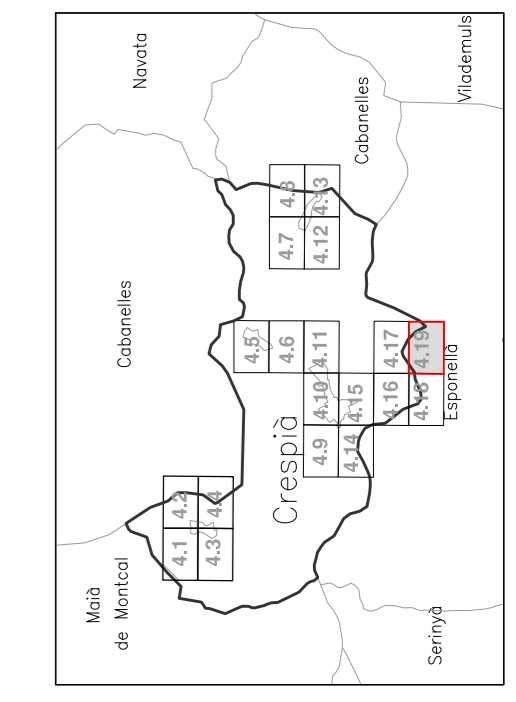 Maià
de Montcal
Cabanelles
Navata
4.1 4.2
4.3 4.4
4.5
Crespià
4.6
4.7 4.8
4.9 4.10 4.11
4.12 4.13
4.14 4.15
Cabanelles
4.16 4.17
4.18 4.19
Serinyà
Esponellà
Vilademuls